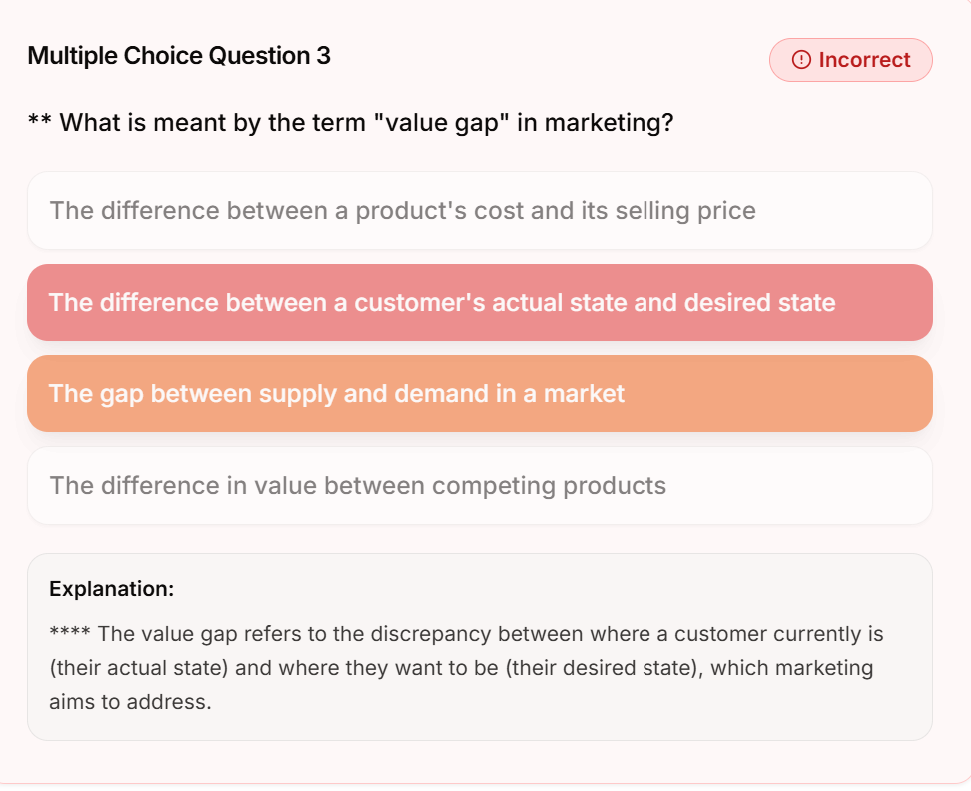 Multiple Choice Question 3
Incorrect
** What is meant by the term "value gap" in marketing?
The difference between a product's cost and its selling price
The difference between a customer's actual state and desired state
The gap between supply and demand in a market
The difference in value between competing products
Explanation:
**** The value gap refers to the discrepancy between where a customer currently is
(their actual state) and where they want to be (their desired state), which marketing
aims to address.